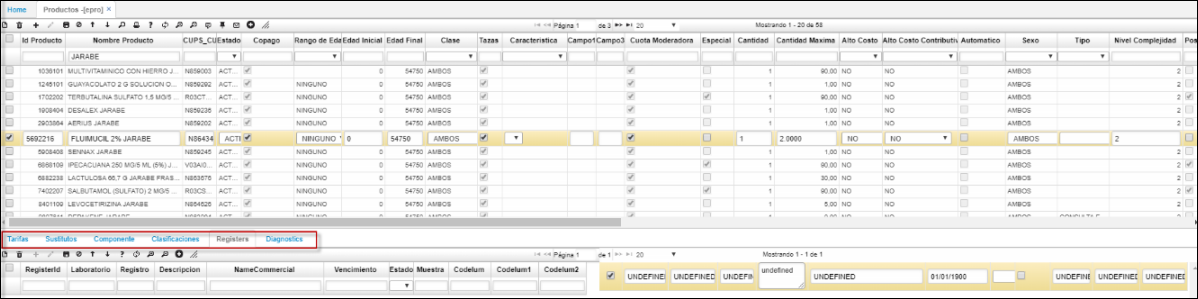 Home Productos -[epro] ×
Página 1 de 3 20 Mostrando 1 - 20 de 58
Id Producto Nombre Producto CUPS_CU Estado Copago Rango de Eda Edad Inicial Edad Final Clase Tazas Caracteristica Campo1 Campo3 Cuota Moderadora Especial Cantidad Cantidad Maxima Alto Costo Alto Costo Contributiv Automatico Sexo Tipo Nivel Complejidad Pos
JARABE
1036101 MULTIVITAMINICO CON HIERRO J... N859003 ACT... 0 54750 AMBOS 1 90,00 NO NO AMBOS 2
1245101 GUAYACOLATO 2 G SOLUCION O... N859292 ACT... NINGUNO 0 54750 AMBOS 1 1,00 NO NO AMBOS 2
1702202 TERBUTALINA SULFATO 1,5 MG/5 ... R03CT... ACT... NINGUNO 0 54750 AMBOS 1 90,00 NO NO AMBOS 2
1908404 DESALEX JARABE N859236 ACT... NINGUNO 0 54750 AMBOS 1 1,00 NO NO AMBOS 2
2903884 AERIUS JARABE N859202 ACT... NINGUNO 0 54750 AMBOS 1 1,00 NO NO AMBOS 2
5692216 FLUIMUCIL 2% JARABE N86434 ACTI NINGUNO 0 54750 AMBOS 1 2.0000 NO NO AMBOS 2
5908406 SENNAX JARABE N859245 ACT... NINGUNO 0 54750 AMBOS 1 1,00 NO NO AMBOS 2
6686109 IPECACUANA 250 MG/5 ML (5%) J... V03AI0... ACT... NINGUNO 0 54750 AMBOS 1 90,00 NO NO AMBOS 2
6882238 LACTULOSA 66,7 G JARABE FRAS... N863576 ACT... NINGUNO 0 54750 AMBOS 1 30,00 NO NO AMBOS 2
7402207 SALBUTAMOL (SULFATO) 2 MG/5 ... R03CS... ACT... NINGUNO 0 54750 AMBOS 1 90,00 NO NO AMBOS 2
8401109 LEVOCETIRIZINA JARABE N864626 ACT... NINGUNO 0 54750 AMBOS 1 5,00 NO NO AMBOS 2
Tarifas Sustitutos Componente Clasificaciones Registers Diagnostics
Página 1 de 1 20 Mostrando 1 - 1 de 1
RegisterId Laboratorio Registro Descripcion NameCommercial Vencimiento Estado Muestra Codelum Codelum1 Codelum2
UNDEFINED UNDEFINED UNDEFIN undefined UNDEFINED 01/01/1900 UNDEFINE UNDEFINE UNDEFINE